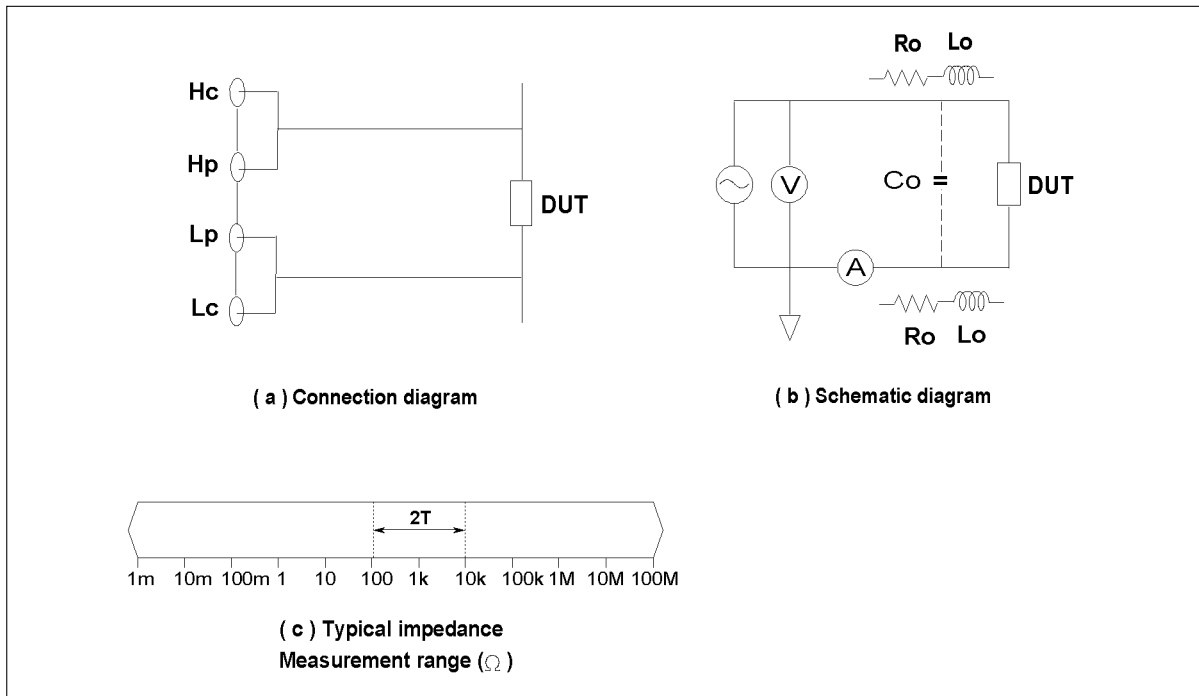 Hc
Hp
Lp
Lc
DUT
( a ) Connection diagram
Ro Lo
V
Co
DUT
A
Ro Lo
( b ) Schematic diagram
2T
1m 10m 100m 1 10 100 1k 10k 100k 1M 10M 100M
( c ) Typical impedance
Measurement range (Ω)